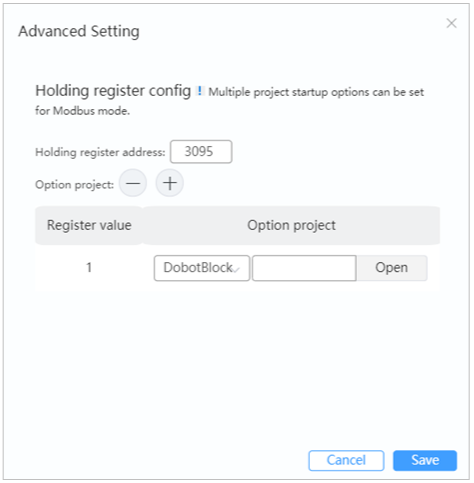 Advanced Setting
Holding register config ! Multiple project startup options can be set
for Modbus mode.
Holding register address: 3095
Option project:
Register value Option project
1 DobotBlock Open
Cancel Save